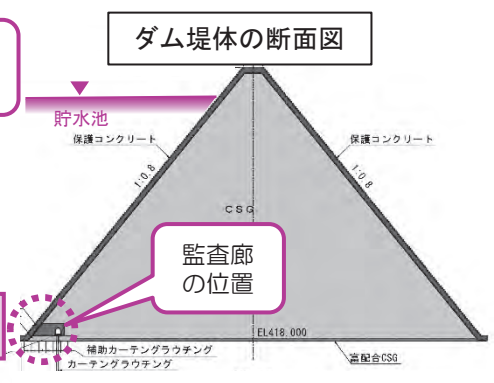 ダム堤体の断面図
貯水池
保護コンクリート
保護コンクリート
1:0.8
1:0.8
CSG
監査廊
の位置
EL418.000
補助カーテングラウチング
カーテングラウチング
富配合CSG